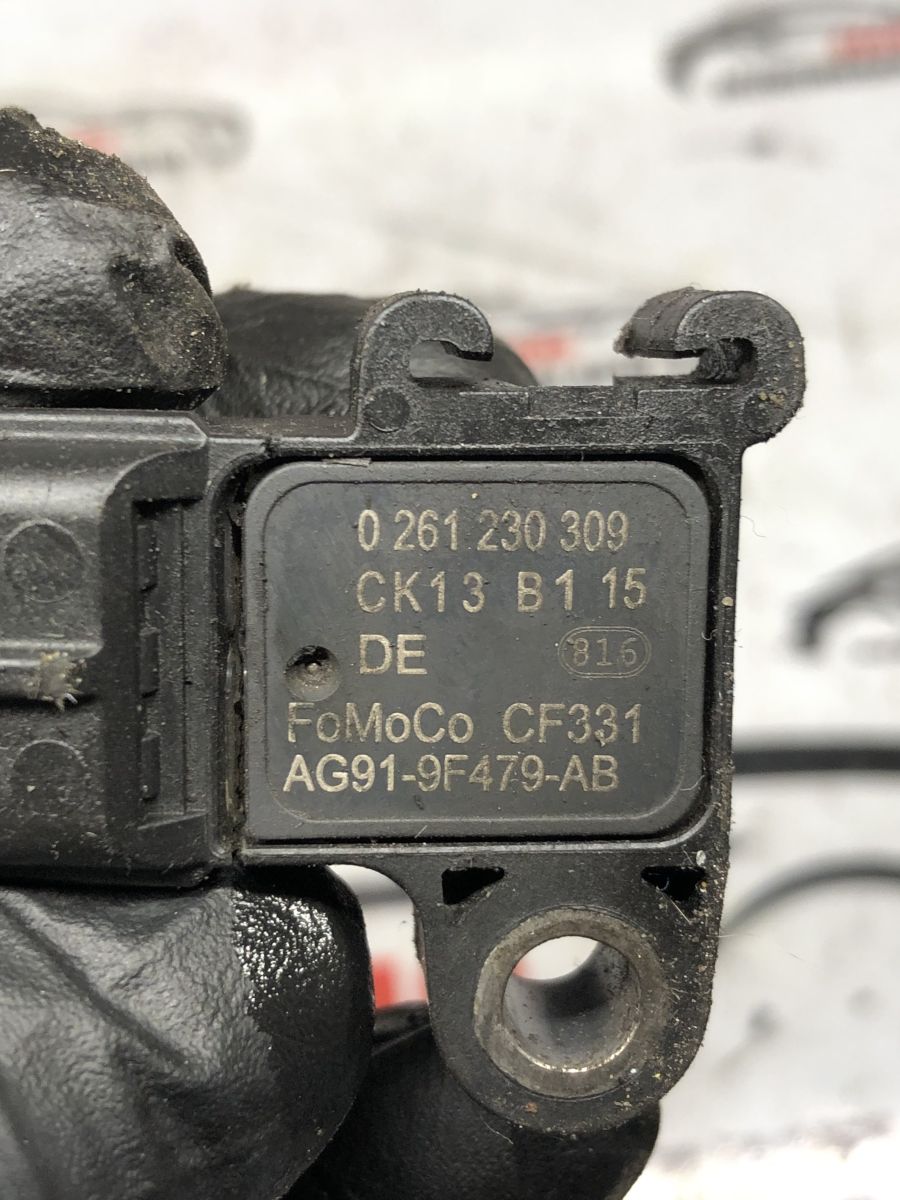 0 261 230 309
CK13 B1 15
DE 816
FoMoCo CF331
AG91-9F479-AB